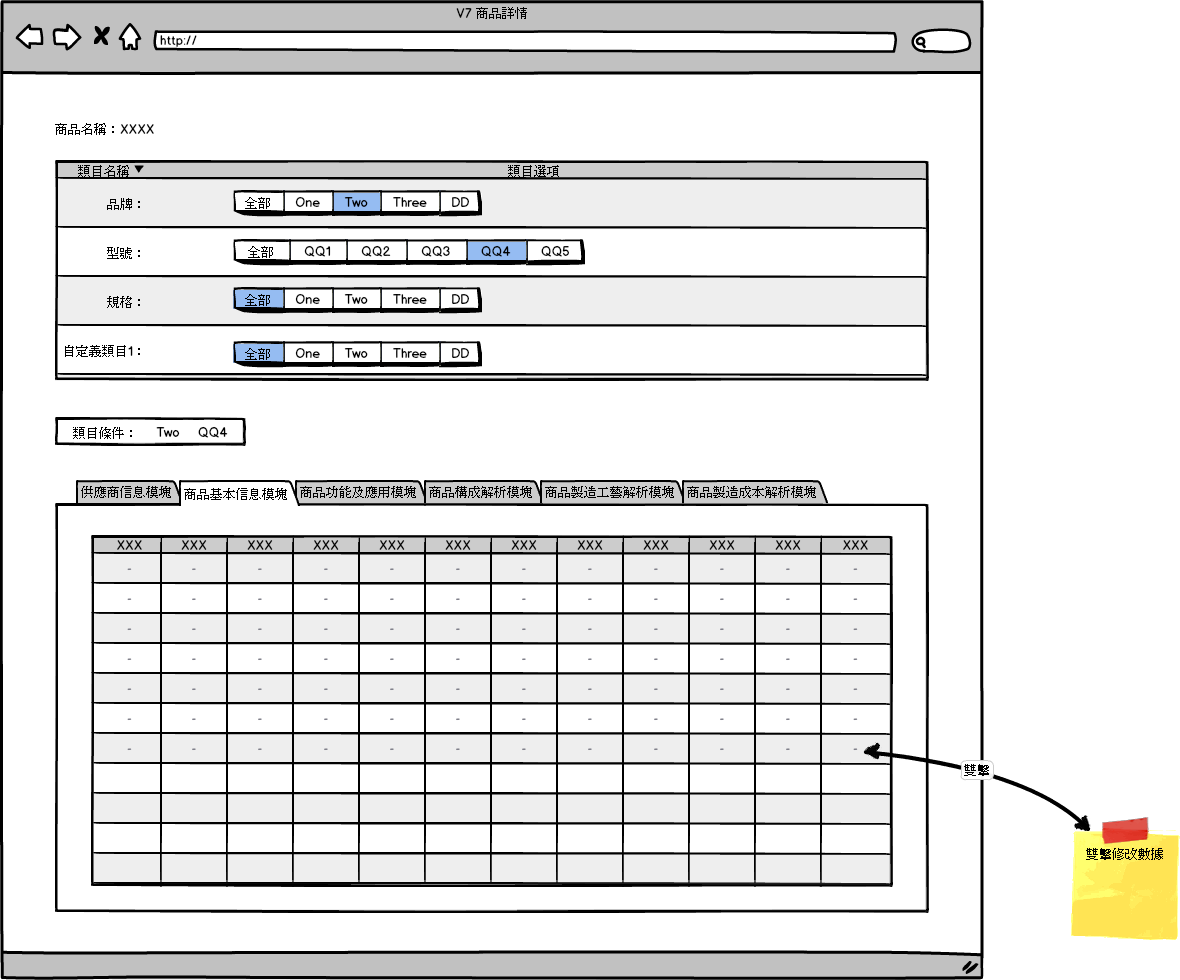 V7 商品詳情
http://
商品名稱：XXXX
類目名稱▼ 類目選項
品牌： 全部 One Two Three DD
型號： 全部 QQ1 QQ2 QQ3 QQ4 QQ5
規格： 全部 One Two Three DD
自定義類目1： 全部 One Two Three DD
類目條件： Two QQ4
供應商信息模塊 商品基本信息模塊 商品功能及應用模塊 商品構成解析模塊 商品製造工藝解析模塊 商品製造成本解析模塊
XXX XXX XXX XXX XXX XXX XXX XXX XXX XXX XXX XXX
- - - - - - - - - - - -
- - - - - - - - - - - -
- - - - - - - - - - - -
- - - - - - - - - - - -
- - - - - - - - - - - -
- - - - - - - - - - - -
- - - - - - - - - - - -
雙擊
雙擊修改數據